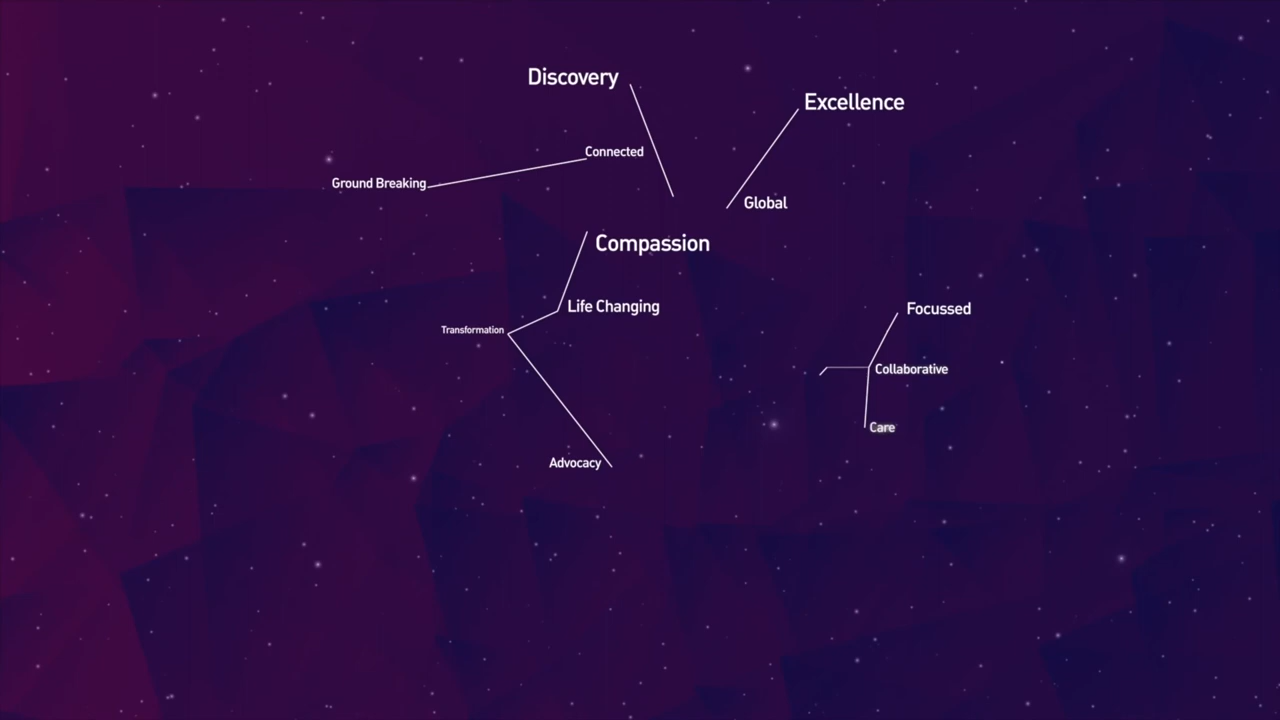 Discovery
Excellence
Connected
Ground Breaking
Global
Compassion
Life Changing
Focussed
Transformation
Collaborative
Care
Advocacy